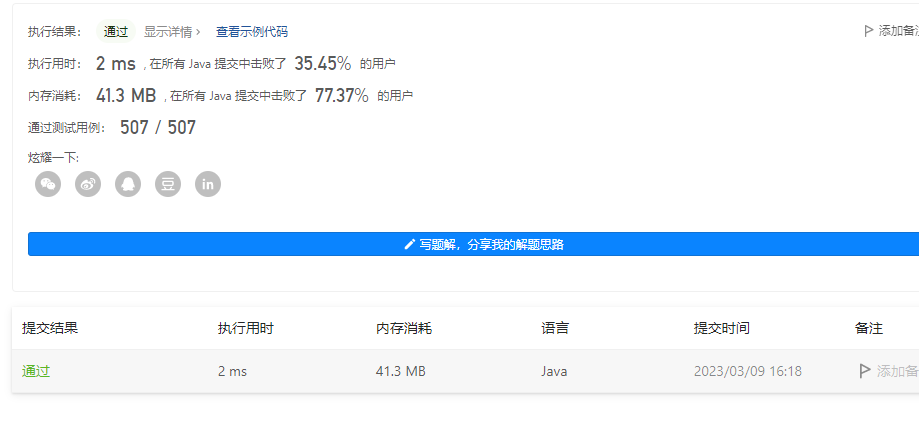 执行结果： 通过 显示详情 › 查看示例代码 添加备注
执行用时： 2 ms , 在所有 Java 提交中击败了 35.45% 的用户
内存消耗： 41.3 MB , 在所有 Java 提交中击败了 77.37% 的用户
通过测试用例： 507 / 507
炫耀一下:
豆 in
写题解，分享我的解题思路
提交结果 执行用时 内存消耗 语言 提交时间 备注
通过 2 ms 41.3 MB Java 2023/03/09 16:18 添加备